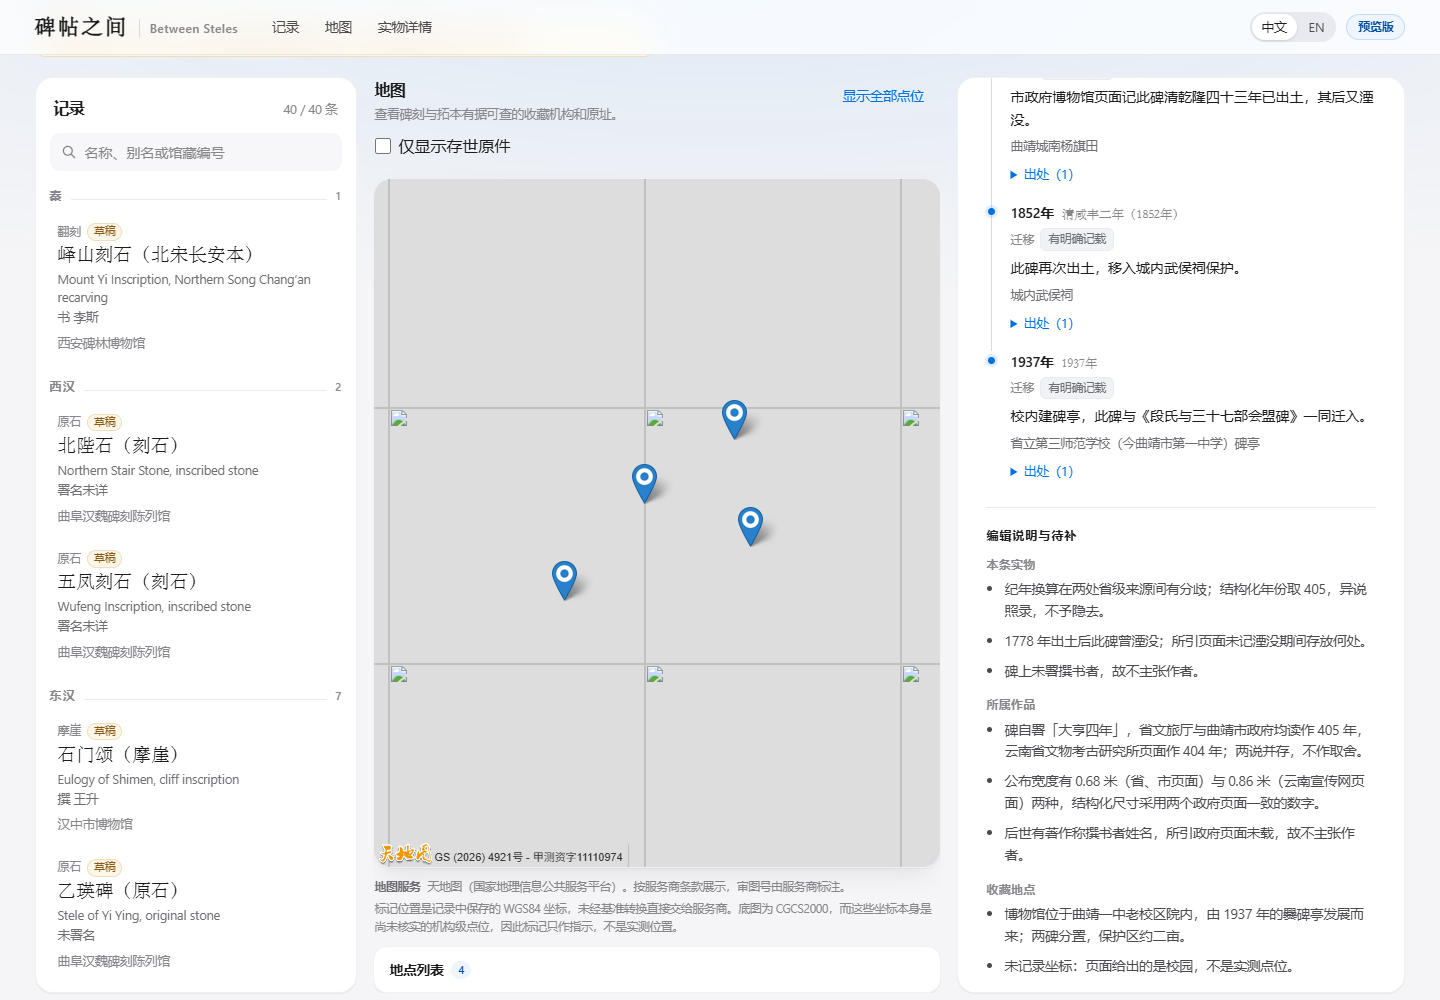 碑帖之间
Between Steles
记录
地图
实物详情
中文
EN
预览版
记录
40 / 40 条
名称、别名或馆藏编号
秦
1
翻刻 草稿
峄山刻石（北宋长安本）
Mount Yi Inscription, Northern Song Chang'an
recarving
书 李斯
西安碑林博物馆
西汉
2
原石 草稿
北陛石（刻石）
Northern Stair Stone, inscribed stone
署名未详
曲阜汉魏碑刻陈列馆
原石 草稿
五凤刻石（刻石）
Wufeng Inscription, inscribed stone
署名未详
曲阜汉魏碑刻陈列馆
东汉
7
摩崖 草稿
石门颂（摩崖）
Eulogy of Shimen, cliff inscription
撰 王升
汉中市博物馆
原石 草稿
乙瑛碑（原石）
Stele of Yi Ying, original stone
未署名
曲阜汉魏碑刻陈列馆
地图
查看碑刻与拓本有据可查的收藏机构和原址。
显示全部点位
仅显示存世原件
天地图
GS (2026) 4921号 - 甲测资字11110974
地图服务 天地图（国家地理信息公共服务平台）。按服务商条款展示，审图号由服务商标注。
标记位置是记录中保存的 WGS84 坐标，未经基准转换直接交给服务商。底图为 CGCS2000，而这些坐标本身是
尚未核实的机构级点位，因此标记只作指示，不是实测位置。
地点列表 4
市政府博物馆页面记此碑清乾隆四十三年已出土，其后又湮
没。
曲靖城南杨旗田
出处（1）
1852年 清咸丰二年（1852年）
迁移 有明确记载
此碑再次出土，移入城内武侯祠保护。
城内武侯祠
出处（1）
1937年 1937年
迁移 有明确记载
校内建碑亭，此碑与《段氏与三十七部会盟碑》一同迁入。
省立第三师范学校（今曲靖市第一中学）碑亭
出处（1）
编辑说明与待补
本条实物
纪年换算在两处省级来源间有分歧；结构化年份取 405，异说
照录，不予隐去。
1778 年出土后此碑曾湮没；所引页面未记湮没期间存放何处。
碑上未署撰书者，故不主张作者。
所属作品
碑自署「大亨四年」，省文旅厅与曲靖市政府均读作 405 年，
云南省文物考古研究所页面作 404 年；两说并存，不作取舍。
公布宽度有 0.68 米（省、市页面）与 0.86 米（云南宣传网页
面）两种，结构化尺寸采用两个政府页面一致的数字。
后世有著作称撰书者姓名，所引政府页面未载，故不主张作
者。
收藏地点
博物馆位于曲靖一中老校区院内，由 1937 年的爨碑亭发展而
来；两碑分置，保护区约二亩。
未记录坐标：页面给出的是校园，不是实测点位。